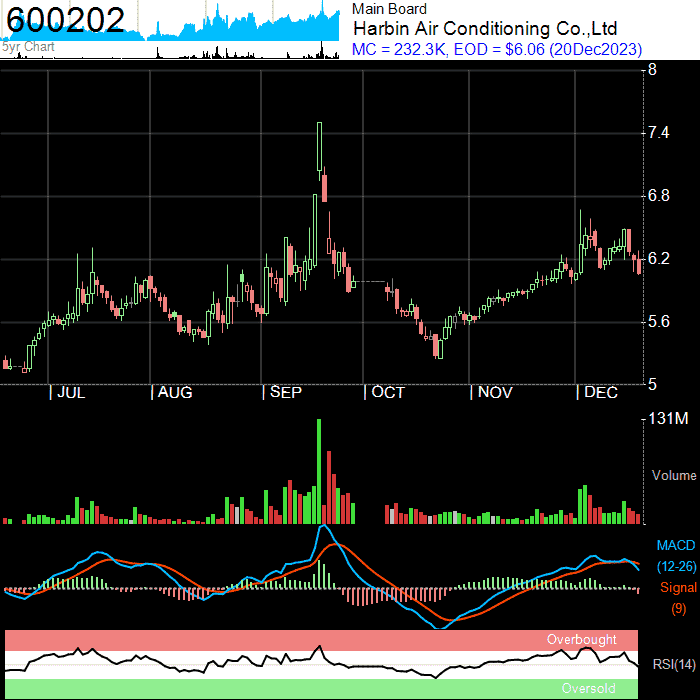 600202
5yr Chart
Main Board
Harbin Air Conditioning Co.,Ltd
MC = 232.3K, EOD = $6.06 (20Dec2023)
8
7.4
6.8
6.2
5.6
5
| JUL | AUG | SEP | OCT | NOV | DEC
131M
Volume
MACD
(12-26)
Signal
(9)
Overbought
RSI(14)
Oversold